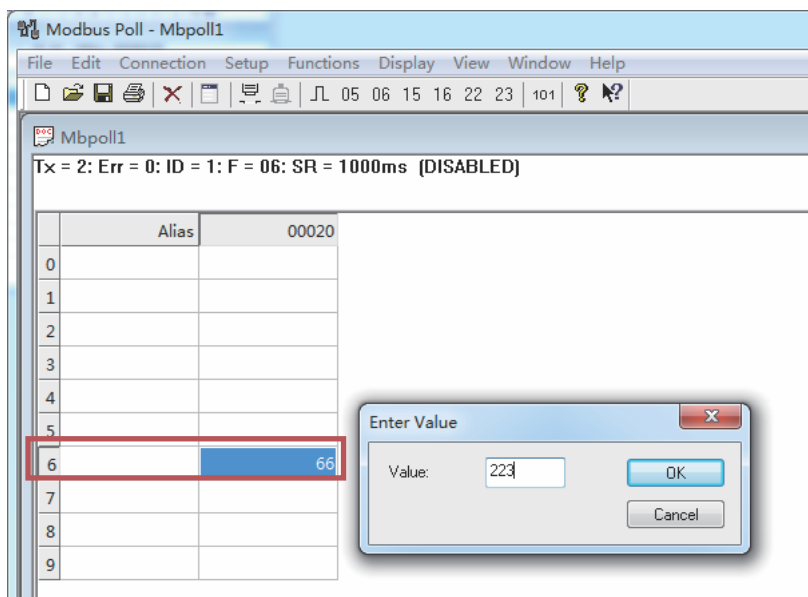 Modbus Poll - Mbpoll1
File Edit Connection Setup Functions Display View Window Help
05 06 15 16 22 23 101
Mbpoll1
Tx = 2: Err = 0: ID = 1: F = 06: SR = 1000ms (DISABLED)
Alias 00020
0
1
2
3
4
5
6 66
7
8
9
Enter Value
Value: 223 OK
Cancel